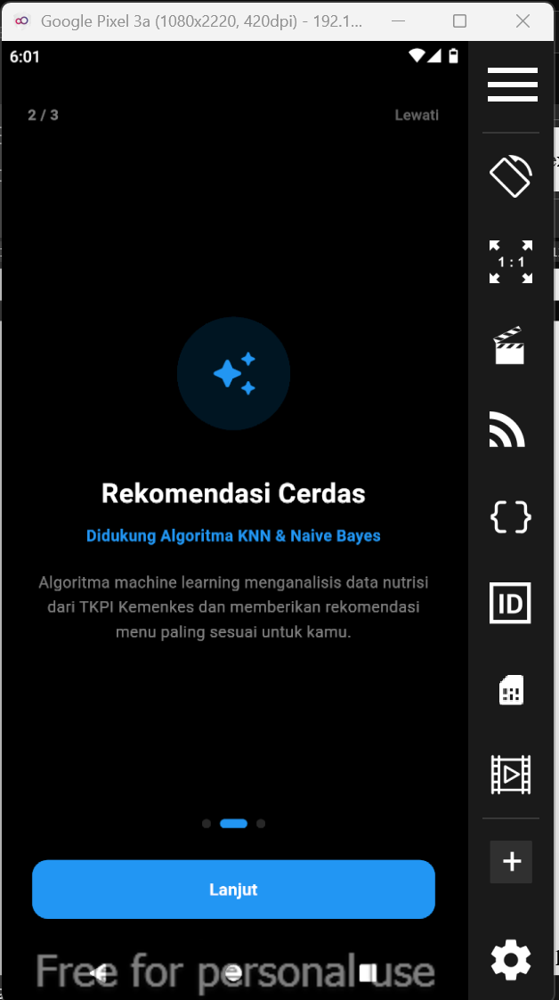 Google Pixel 3a (1080x2220, 420dpi) - 192.1...
6:01
2 / 3
Lewati
1 : 1
Rekomendasi Cerdas
Didukung Algoritma KNN & Naive Bayes
Algoritma machine learning menganalisis data nutrisi
dari TKPI Kemenkes dan memberikan rekomendasi
menu paling sesuai untuk kamu.
ID
Lanjut
Free for personal use